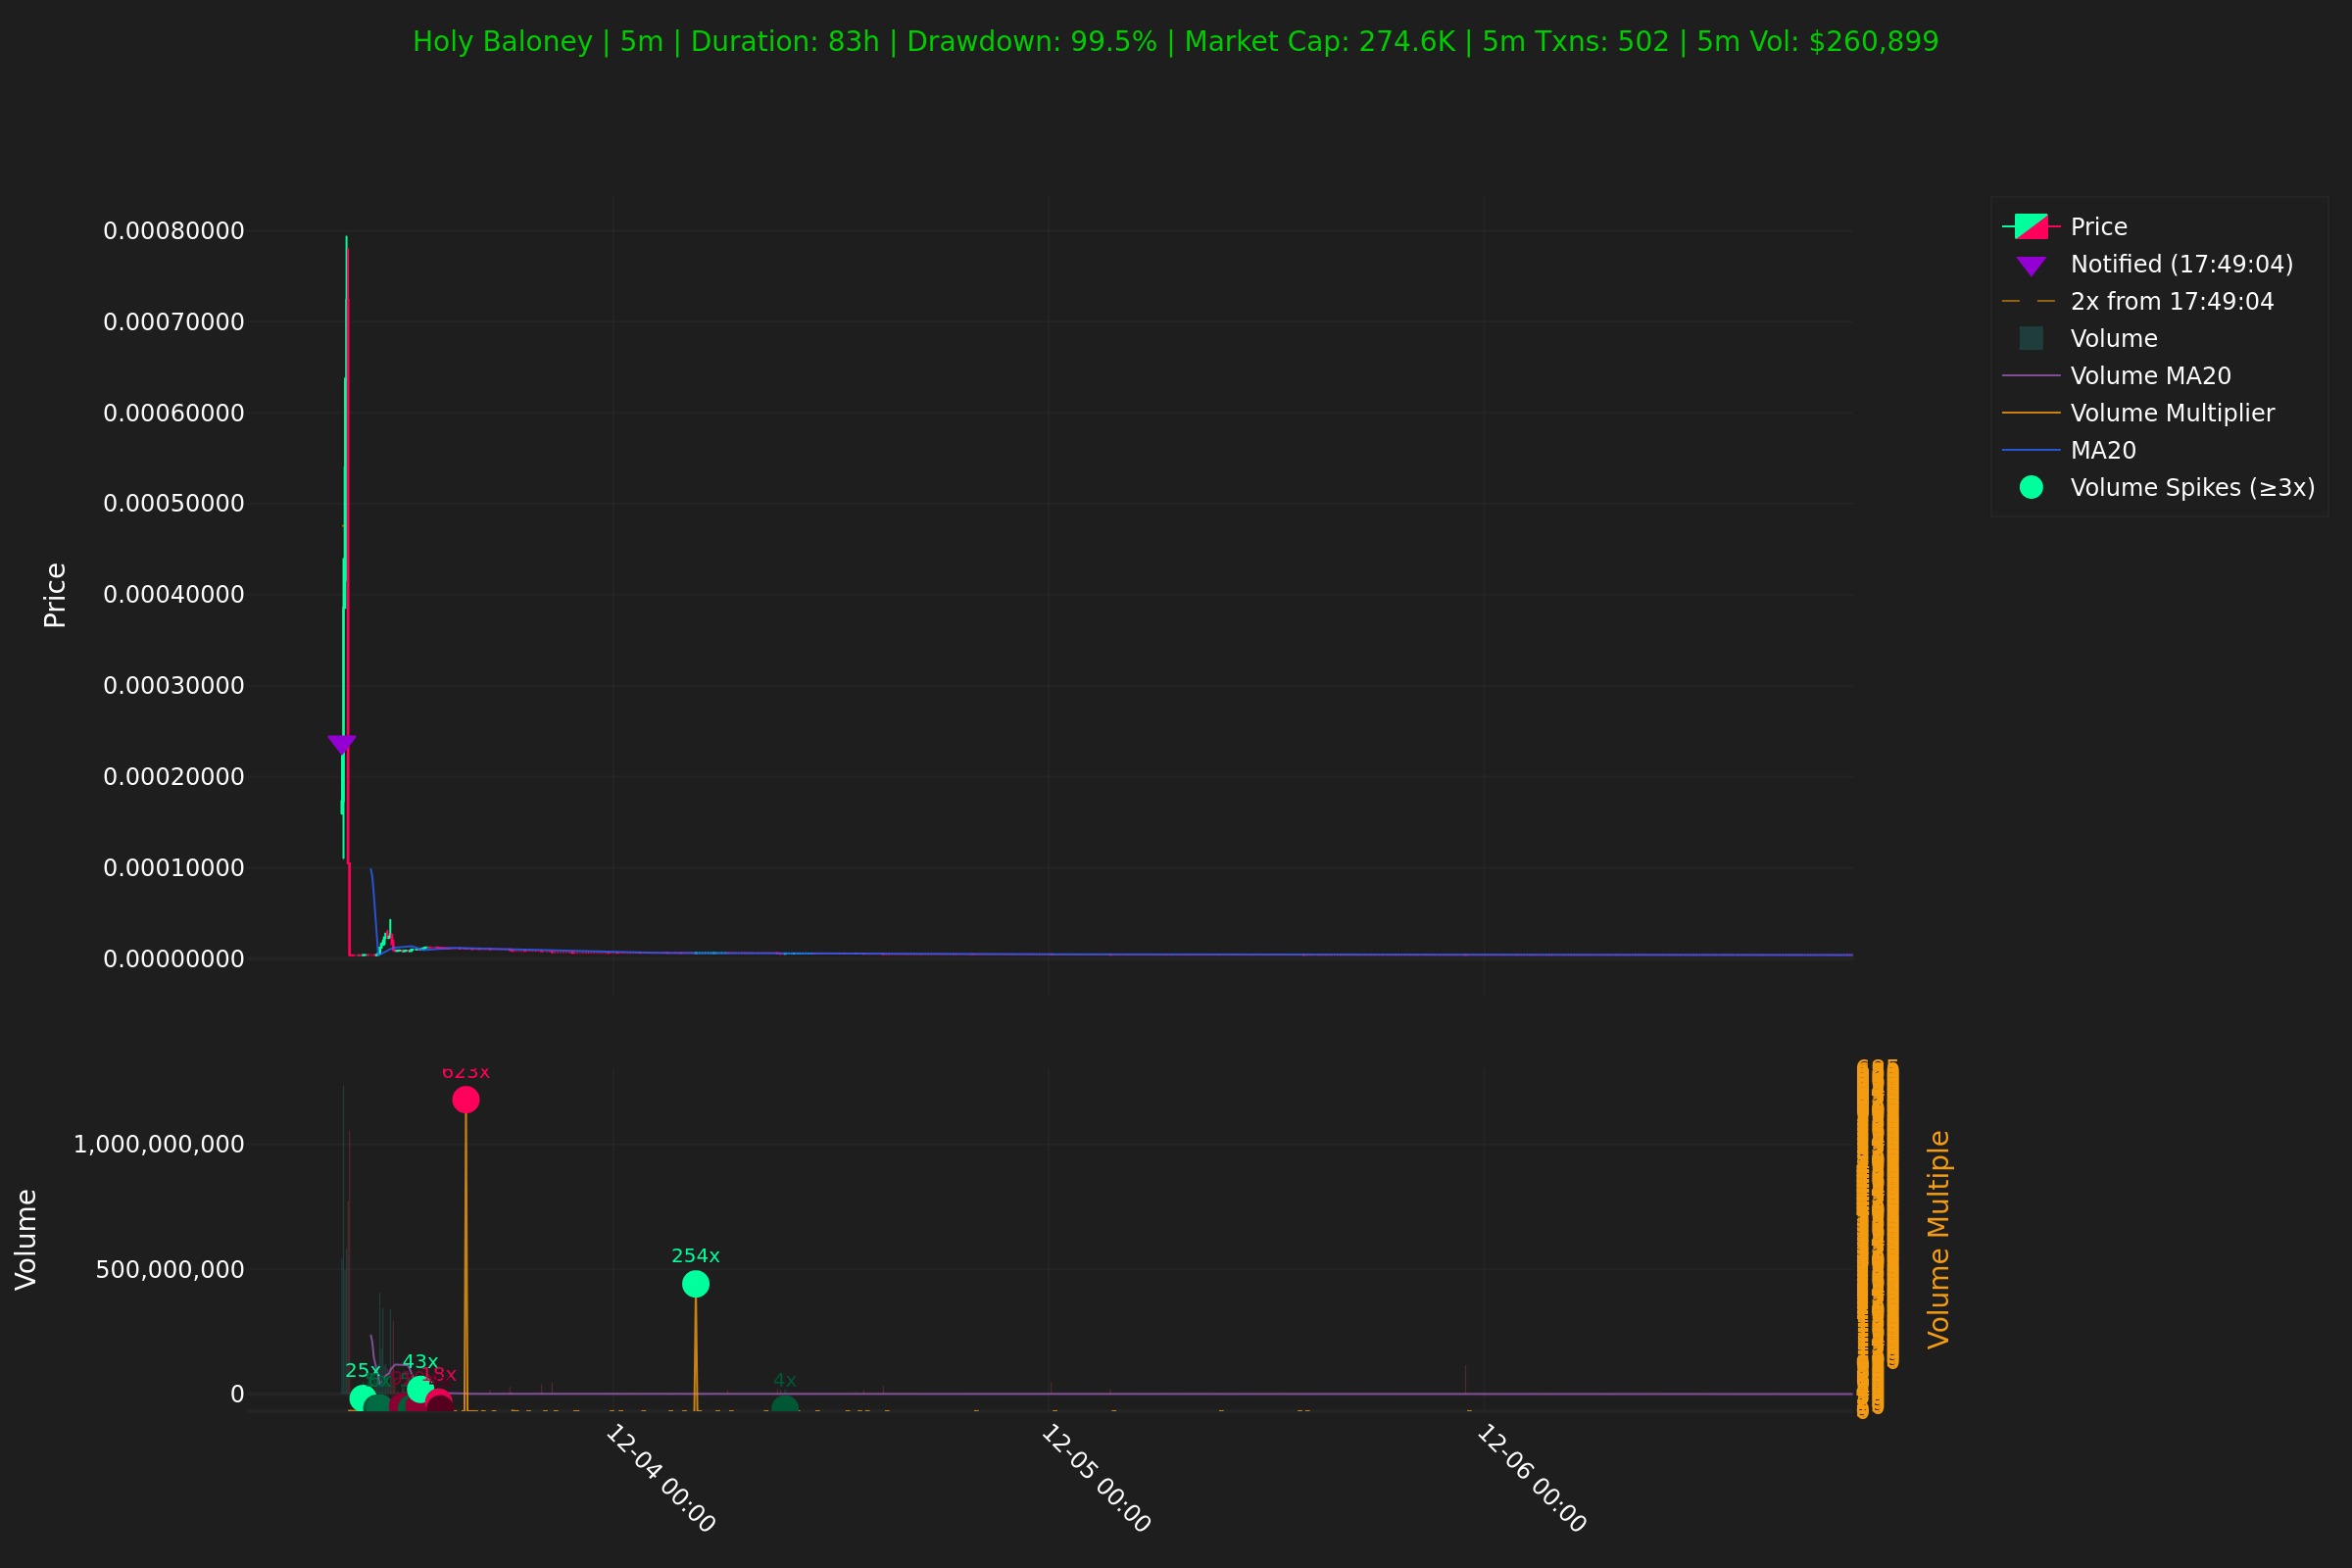 Holy Baloney | 5m | Duration: 83h | Drawdown: 99.5% | Market Cap: 274.6K | 5m Txns: 502 | 5m Vol: $260,899
0.00080000
0.00070000
0.00060000
0.00050000
0.00040000
0.00030000
0.00020000
0.00010000
0.00000000
Price
Price
Notified (17:49:04)
2x from 17:49:04
Volume
Volume MA20
Volume Multiplier
MA20
Volume Spikes (≥3x)
1,000,000,000
500,000,000
0
Volume
623x
254x
25x
43x
18x
4x
Volume Multiple
12-04 00:00
12-05 00:00
12-06 00:00